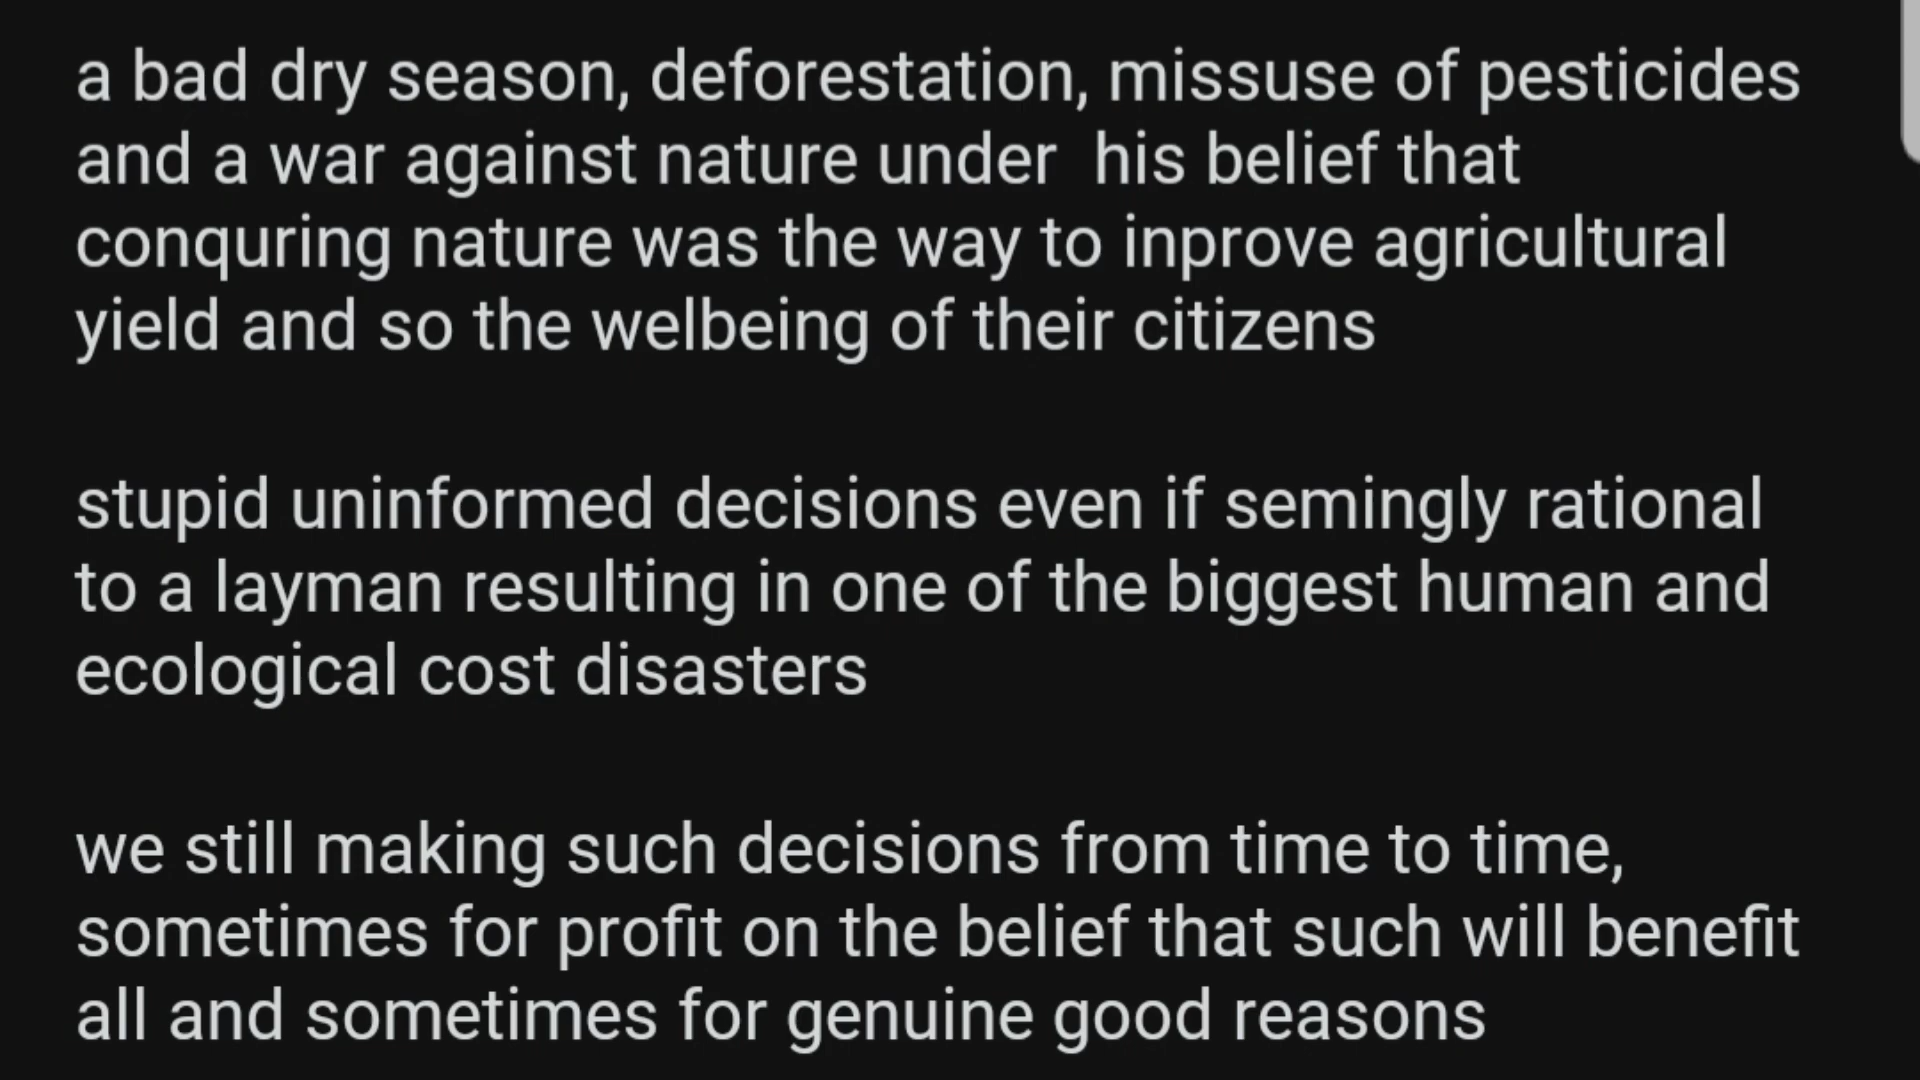 a bad dry season, deforestation, missuse of pesticides
and a war against nature under  his belief that
conquring nature was the way to inprove agricultural
yield and so the welbeing of their citizens
stupid uninformed decisions even if semingly rational
to a layman resulting in one of the biggest human and
ecological cost disasters
we still making such decisions from time to time,
sometimes for profit on the belief that such will benefit
all and sometimes for genuine good reasons